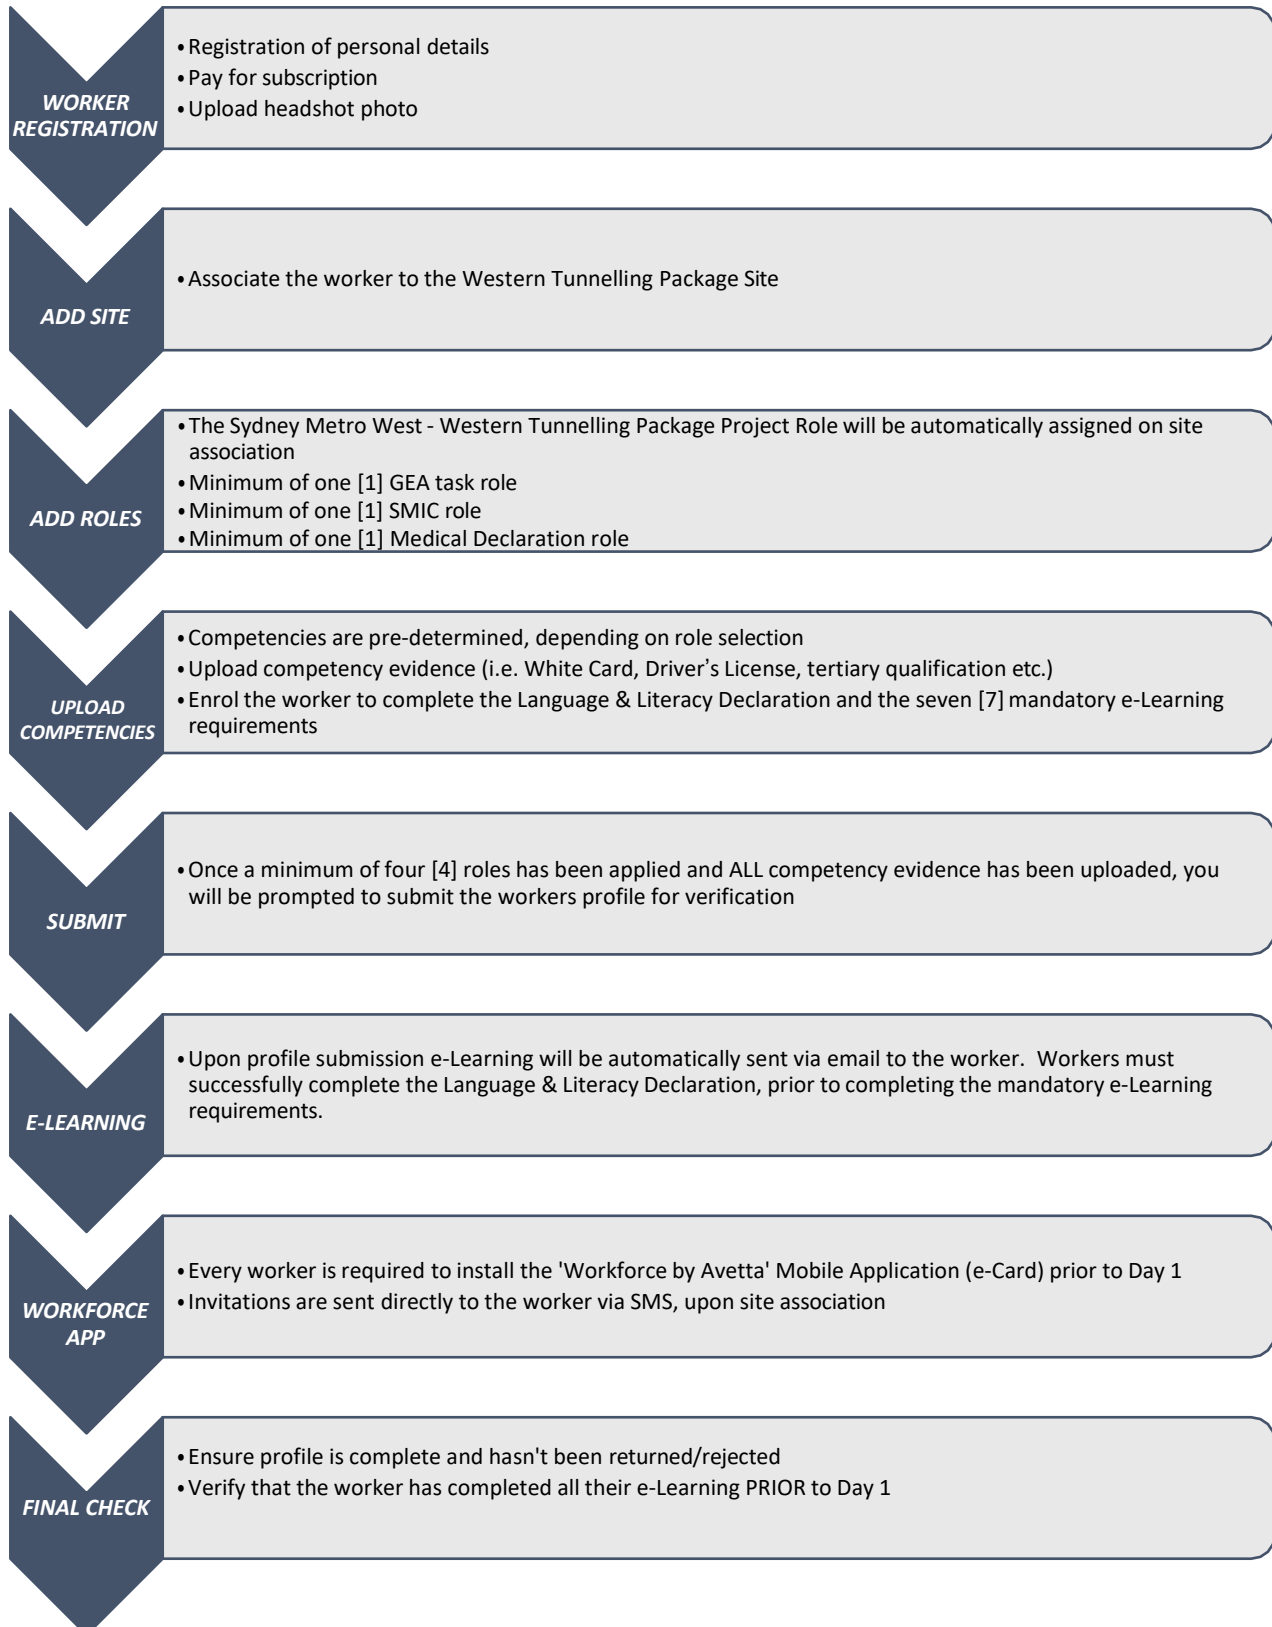 WORKER
REGISTRATION
• Registration of personal details
• Pay for subscription
• Upload headshot photo
ADD SITE
• Associate the worker to the Western Tunnelling Package Site
ADD ROLES
• The Sydney Metro West - Western Tunnelling Package Project Role will be automatically assigned on site
association
• Minimum of one [1] GEA task role
• Minimum of one [1] SMIC role
• Minimum of one [1] Medical Declaration role
UPLOAD
COMPETENCIES
• Competencies are pre-determined, depending on role selection
• Upload competency evidence (i.e. White Card, Driver’s License, tertiary qualification etc.)
• Enrol the worker to complete the Language & Literacy Declaration and the seven [7] mandatory e-Learning
requirements
SUBMIT
• Once a minimum of four [4] roles has been applied and ALL competency evidence has been uploaded, you
will be prompted to submit the workers profile for verification
E-LEARNING
• Upon profile submission e-Learning will be automatically sent via email to the worker.  Workers must
successfully complete the Language & Literacy Declaration, prior to completing the mandatory e-Learning
requirements.
WORKFORCE
APP
• Every worker is required to install the 'Workforce by Avetta' Mobile Application (e-Card) prior to Day 1
• Invitations are sent directly to the worker via SMS, upon site association
FINAL CHECK
• Ensure profile is complete and hasn't been returned/rejected
• Verify that the worker has completed all their e-Learning PRIOR to Day 1